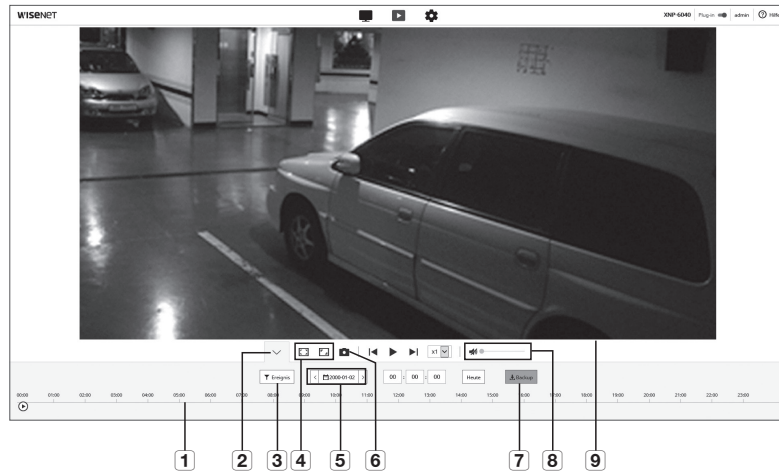 WISENET
XNP-6040 Plug-in admin ? Hilfe
x1
Ereignis < 2000-01-02 > 00 : 00 : 00 Heute Backup
00:00 01:00 02:00 03:00 04:00 05:00 06:00 07:00 08:00 09:00 10:00 11:00 12:00 13:00 14:00 15:00 16:00 17:00 18:00 19:00 20:00 21:00 22:00 23:00
1 2 3 4 5 6 7 8 9